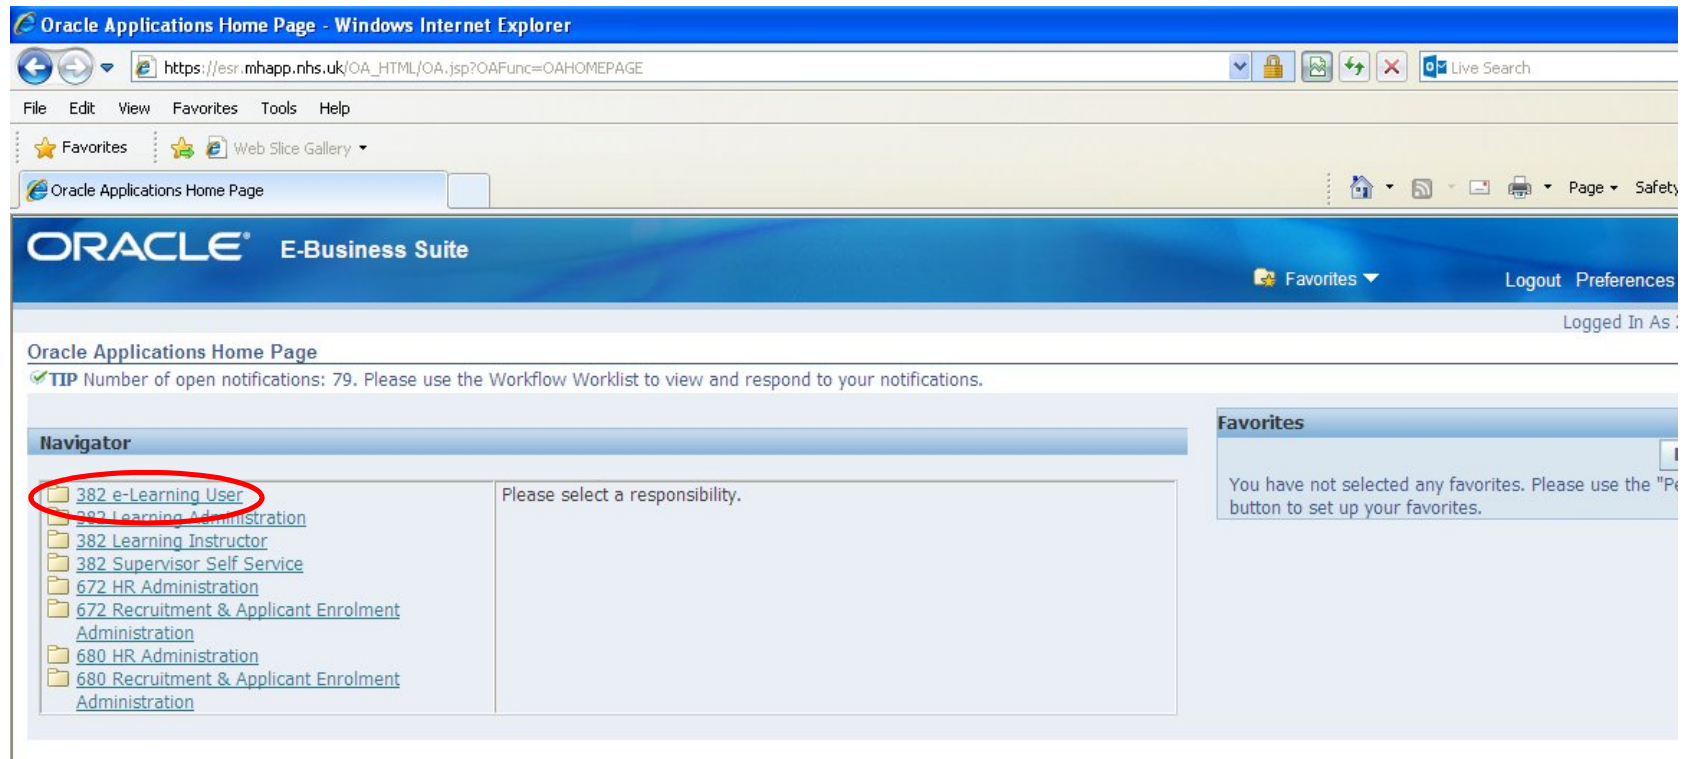 Oracle Applications Home Page - Windows Internet Explorer
https://esr.mhapp.nhs.uk/OA_HTML/OA.jsp?OAFunc=OAHOMEPAGE
Live Search
File Edit View Favorites Tools Help
Favorites Web Slice Gallery
Oracle Applications Home Page
Page Safety
ORACLE® E-Business Suite
Favorites Logout Preferences
Logged In As
Oracle Applications Home Page
TIP Number of open notifications: 79. Please use the Workflow Worklist to view and respond to your notifications.
Navigator
382 e-Learning User
382 Learning Administration
382 Learning Instructor
382 Supervisor Self Service
672 HR Administration
672 Recruitment & Applicant Enrolment
Administration
680 HR Administration
680 Recruitment & Applicant Enrolment
Administration
Please select a responsibility.
Favorites
You have not selected any favorites. Please use the "Pe
button to set up your favorites.